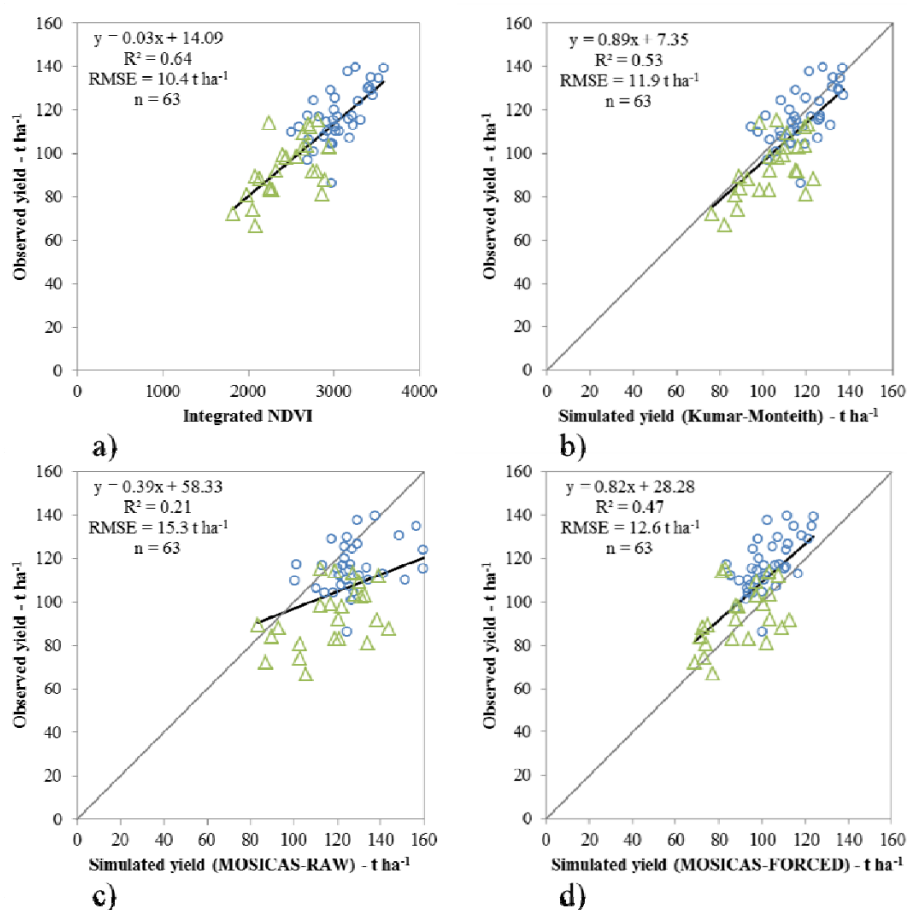 y = 0.03x + 14.09
R² = 0.64
RMSE = 10.4 t ha⁻¹
n = 63
160
140
120
100
80
60
40
20
0
Observed yield - t ha⁻¹
0
1000
2000
3000
4000
Integrated NDVI
a)
y = 0.89x + 7.35
R² = 0.53
RMSE = 11.9 t ha⁻¹
n = 63
160
140
120
100
80
60
40
20
0
Observed yield - t ha⁻¹
0 20 40 60 80 100 120 140 160
Simulated yield (Kumar-Monteith) - t ha⁻¹
b)
y = 0.39x + 58.33
R² = 0.21
RMSE = 15.3 t ha⁻¹
n = 63
160
140
120
100
80
60
40
20
0
Observed yield - t ha⁻¹
0 20 40 60 80 100 120 140 160
Simulated yield (MOSICAS-RAW) - t ha⁻¹
c)
y = 0.82x + 28.28
R² = 0.47
RMSE = 12.6 t ha⁻¹
n = 63
160
140
120
100
80
60
40
20
0
Observed yield - t ha⁻¹
0 20 40 60 80 100 120 140 160
Simulated yield (MOSICAS-FORCED) - t ha⁻¹
d)